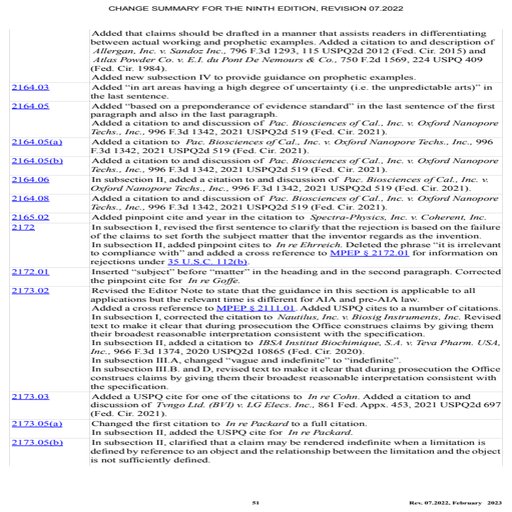 CHANGE SUMMARY FOR THE NINTH EDITION, REVISION 07.2022
Added that claims should be drafted in a manner that assists readers in differentiating
between actual working and prophetic examples. Added a citation to and description of
Allergan, Inc. v. Sandoz Inc., 796 F.3d 1293, 115 USPQ2d 2012 (Fed. Cir. 2015) and
Atlas Powder Co. v. E.I. du Pont De Nemours & Co., 750 F.2d 1569, 224 USPQ 409
(Fed. Cir. 1984).
Added new subsection IV to provide guidance on prophetic examples.
2164.03 Added “in art areas having a high degree of uncertainty (i.e. the unpredictable arts)” in
the last sentence.
2164.05 Added “based on a preponderance of evidence standard” in the last sentence of the first
paragraph and also in the last paragraph.
Added a citation to and discussion of Pac. Biosciences of Cal., Inc. v. Oxford Nanopore
Techs., Inc., 996 F.3d 1342, 2021 USPQ2d 519 (Fed. Cir. 2021).
2164.05(a) Added a citation to Pac. Biosciences of Cal., Inc. v. Oxford Nanopore Techs., Inc., 996
F.3d 1342, 2021 USPQ2d 519 (Fed. Cir. 2021).
2164.05(b) Added a citation to and discussion of Pac. Biosciences of Cal., Inc. v. Oxford Nanopore
Techs., Inc., 996 F.3d 1342, 2021 USPQ2d 519 (Fed. Cir. 2021).
2164.06 In subsection II, added a citation to and discussion of Pac. Biosciences of Cal., Inc. v.
Oxford Nanopore Techs., Inc., 996 F.3d 1342, 2021 USPQ2d 519 (Fed. Cir. 2021).
2164.08 Added a citation to and discussion of Pac. Biosciences of Cal., Inc. v. Oxford Nanopore
Techs., Inc., 996 F.3d 1342, 2021 USPQ2d 519 (Fed. Cir. 2021).
2165.02 Added pinpoint cite and year in the citation to Spectra-Physics, Inc. v. Coherent, Inc.
2172 In subsection I, revised the first sentence to clarify that the rejection is based on the failure
of the claims to set forth the subject matter that the inventor regards as the invention.
In subsection II, added pinpoint cites to In re Ehrreich. Deleted the phrase “it is irrelevant
to compliance with” and added a cross reference to MPEP § 2172.01 for information on
rejections under 35 U.S.C. 112(b).
2172.01 Inserted “subject” before “matter” in the heading and in the second paragraph. Corrected
the pinpoint cite for In re Goffe.
2173.02 Revised the Editor Note to state that the guidance in this section is applicable to all
applications but the relevant time is different for AIA and pre-AIA law.
Added a cross reference to MPEP § 2111.01. Added USPQ cites to a number of citations.
In subsection I, corrected the citation to Nautilus, Inc. v. Biosig Instruments, Inc. Revised
text to make it clear that during prosecution the Office construes claims by giving them
their broadest reasonable interpretation consistent with the specification.
In subsection II, added a citation to IBSA Institut Biochimique, S.A. v. Teva Pharm. USA,
Inc., 966 F.3d 1374, 2020 USPQ2d 10865 (Fed. Cir. 2020).
In subsection III.A, changed “vague and indefinite” to “indefinite”.
In subsection III.B. and D, revised text to make it clear that during prosecution the Office
construes claims by giving them their broadest reasonable interpretation consistent with
the specification.
2173.03 Added a USPQ cite for one of the citations to In re Cohn. Added a citation to and
discussion of Tvngo Ltd. (BVI) v. LG Elecs. Inc., 861 Fed. Appx. 453, 2021 USPQ2d 697
(Fed. Cir. 2021).
2173.05(a) Changed the first citation to In re Packard to a full citation.
In subsection II, added the USPQ cite for In re Packard.
2173.05(b) In subsection II, clarified that a claim may be rendered indefinite when a limitation is
defined by reference to an object and the relationship between the limitation and the object
is not sufficiently defined.
51 Rev. 07.2022, February 2023